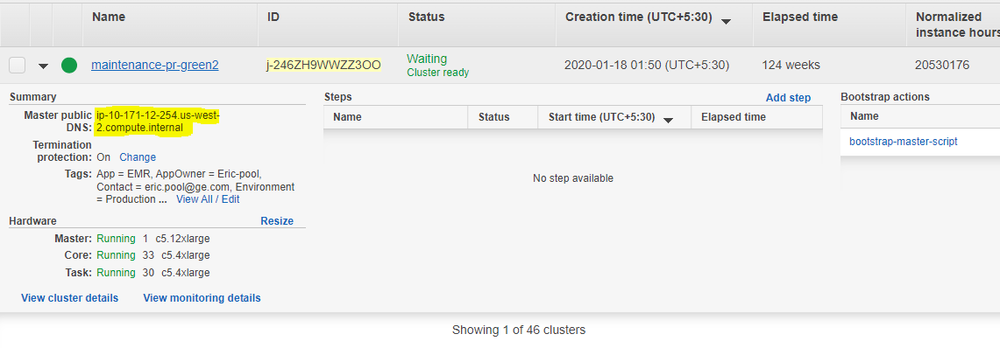 Name ID Status Creation time (UTC+5:30) Elapsed time Normalized
instance hours
maintenance-pr-green2 j-246ZH9WWZZ3OO Waiting 2020-01-18 01:50 (UTC+5:30) 124 weeks 20530176
Cluster ready
Summary
Master public DNS: ip-10-171-12-254.us-west-
2.compute.internal
Termination
protection: On Change
Tags: App = EMR, AppOwner = Eric-pool,
Contact = eric.pool@ge.com, Environment
= Production ... View All / Edit
Hardware Resize
Master: Running 1 c5.12xlarge
Core: Running 33 c5.4xlarge
Task: Running 30 c5.4xlarge
View cluster details View monitoring details
Steps Add step
Name Status Start time (UTC+5:30) Elapsed time
No step available
Bootstrap actions
Name
bootstrap-master-script
Showing 1 of 46 clusters